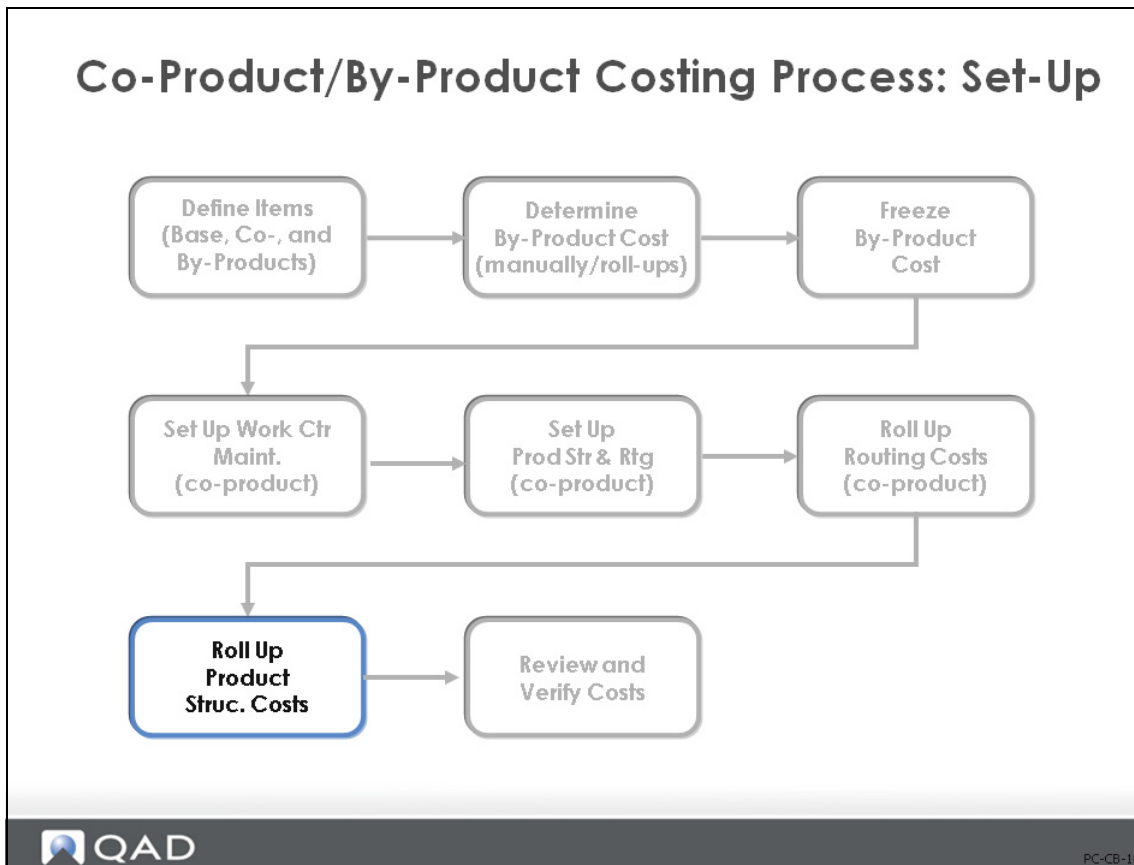 Co-Product/By-Product Costing Process: Set-Up
Define Items
(Base, Co-, and
By-Products)
Determine
By-Product Cost
(manually/roll-ups)
Freeze
By-Product
Cost
Set Up Work Ctr
Maint.
(co-product)
Set Up
Prod Str & Rtg
(co-product)
Roll Up
Routing Costs
(co-product)
Roll Up
Product
Struc. Costs
Review and
Verify Costs
QAD